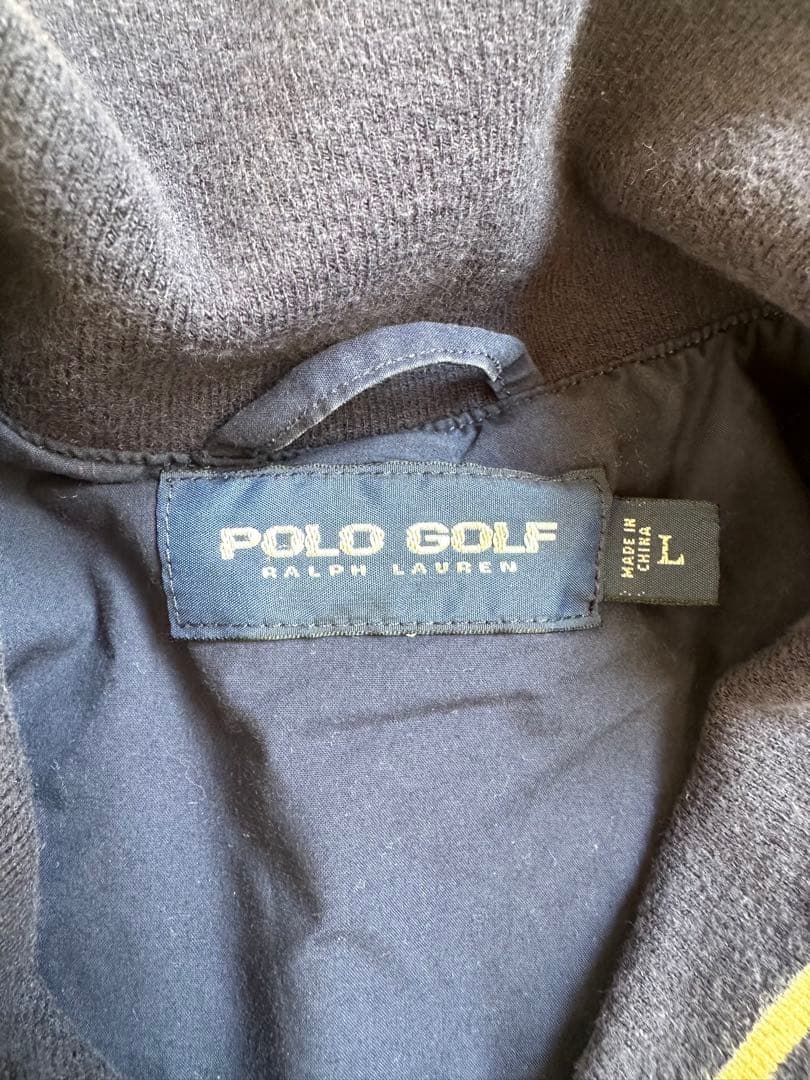 POLO GOLF
RALPH LAUREN
MADE IN
CHINA
L